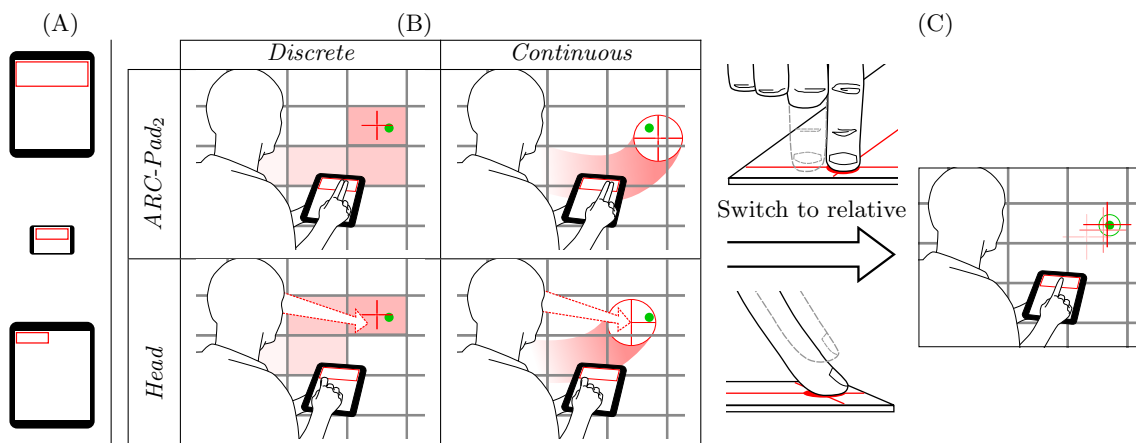 (A)
(B)
(C)
Discrete
Continuous
ARC-Pad₂
Switch to relative
Head